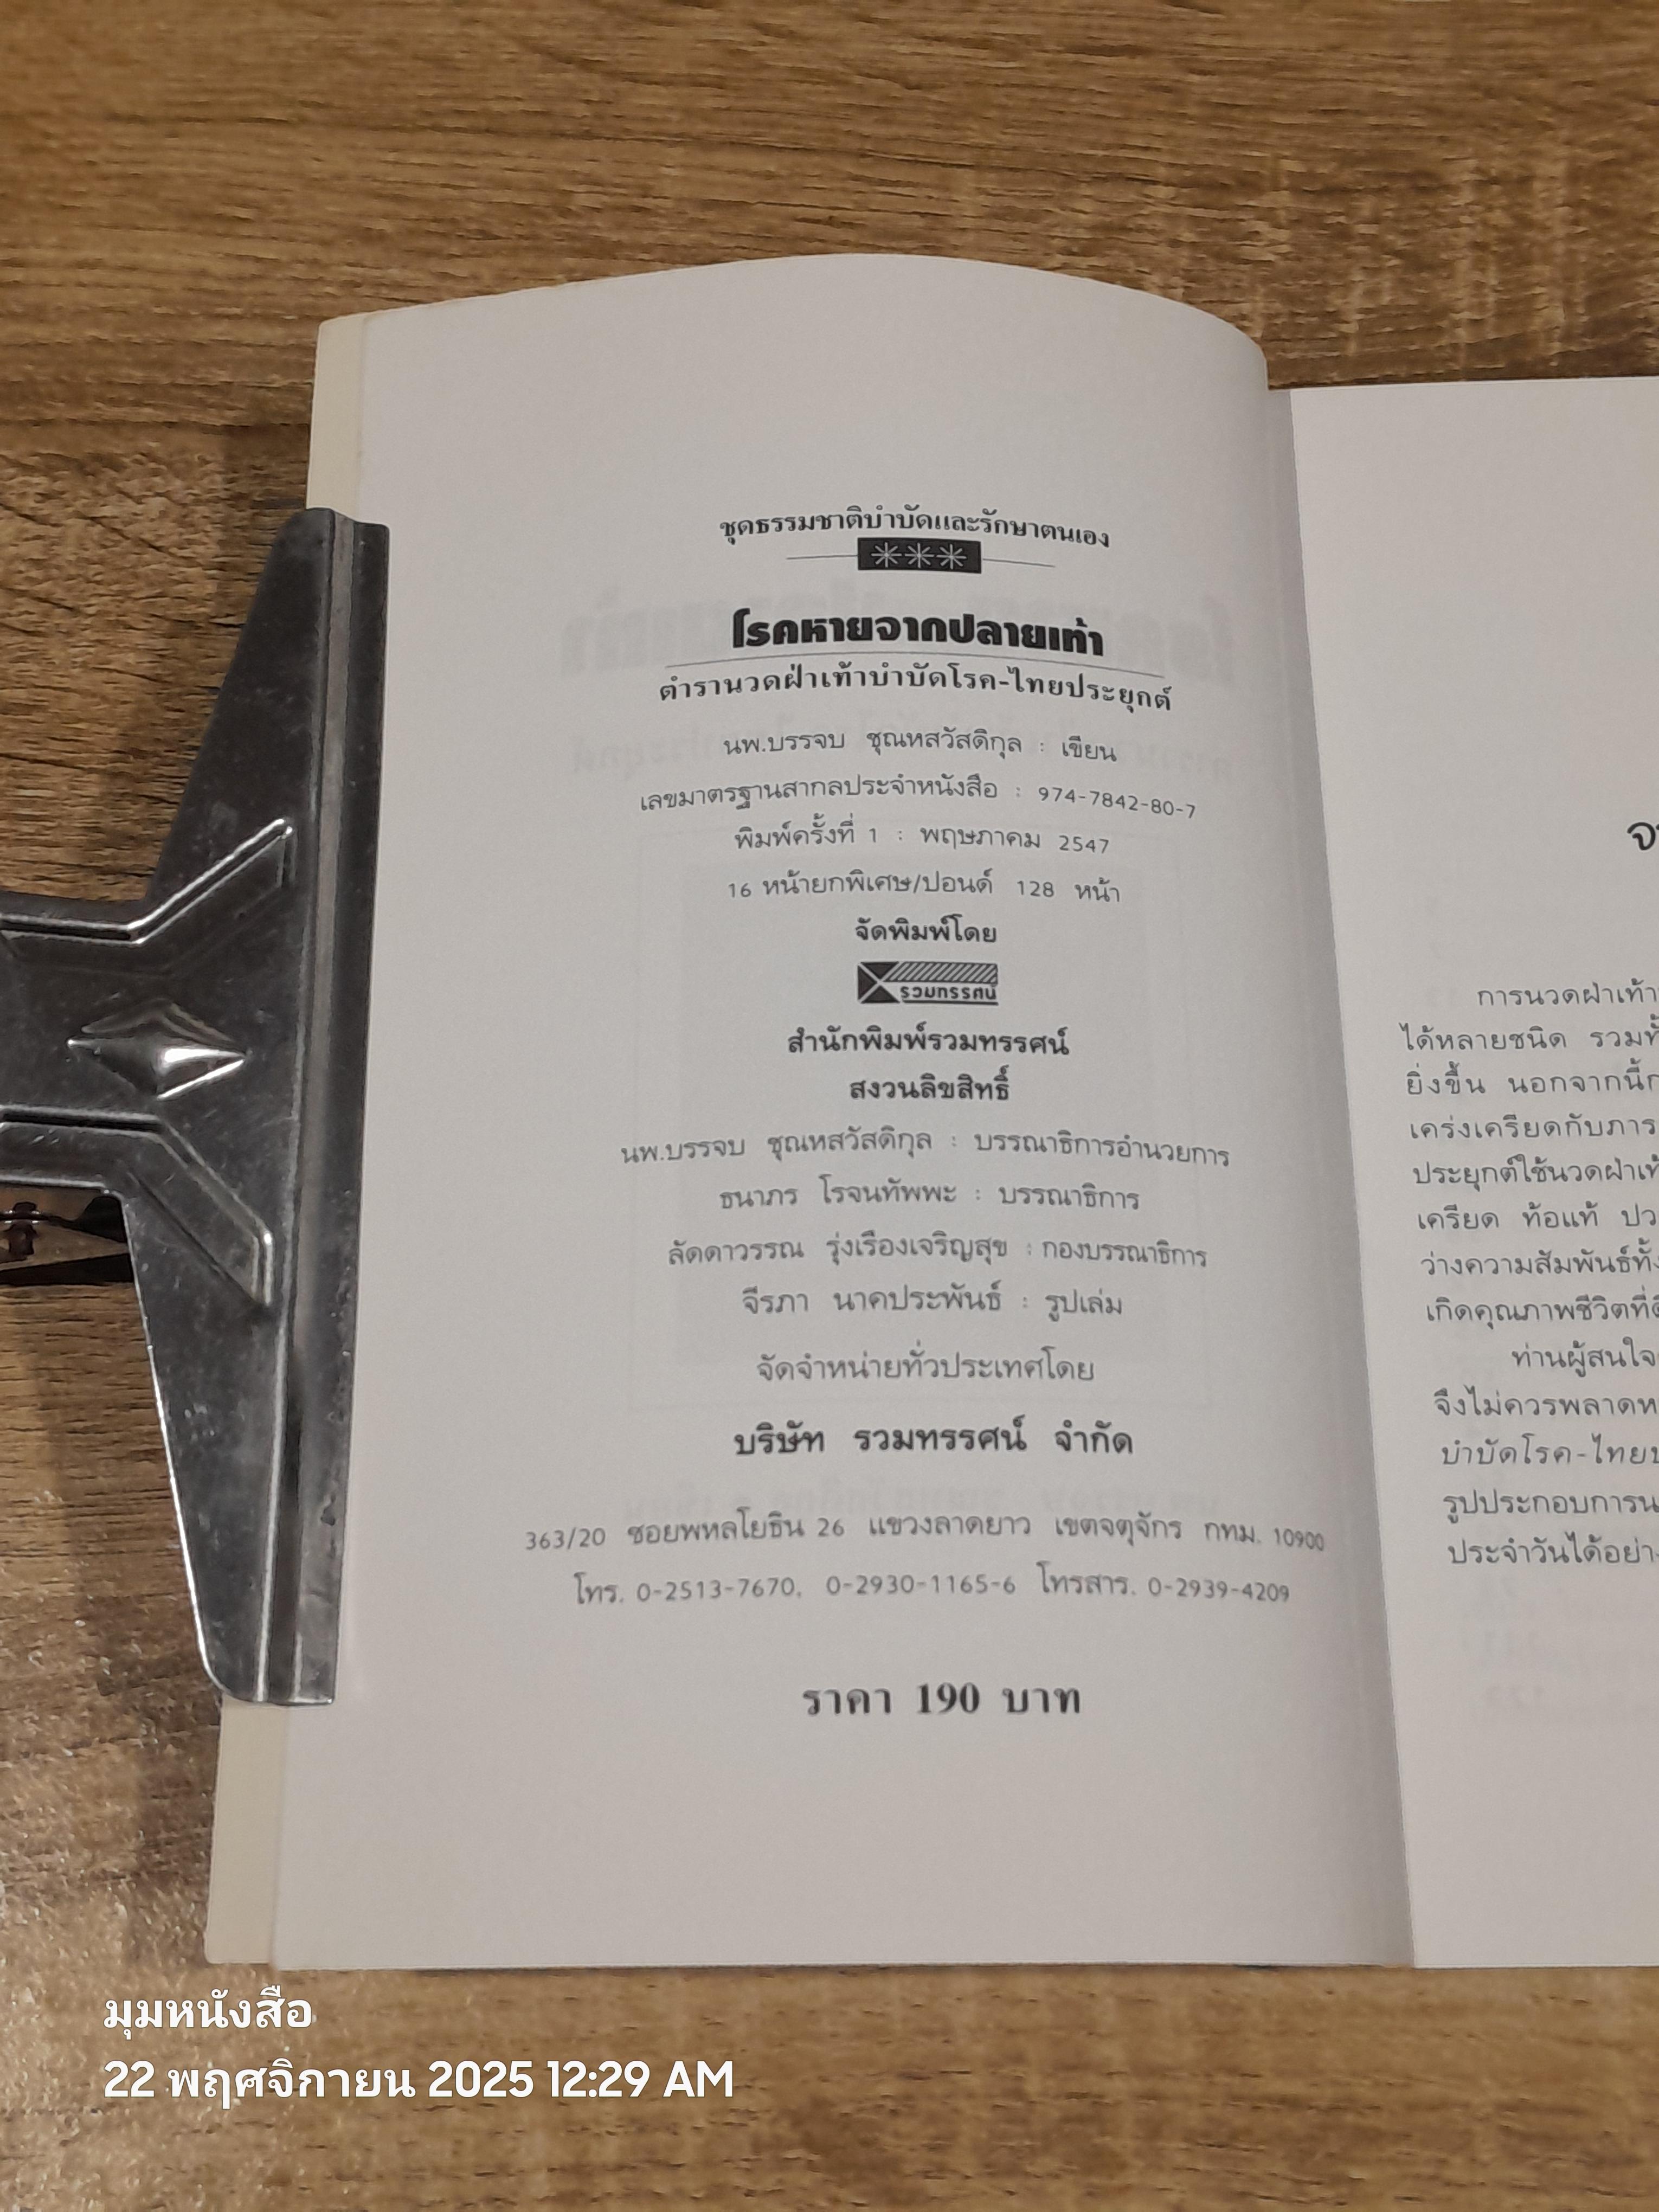 ชุดธรรมชาติบำบัดและรักษาตนเอง
โรคหายจากปลายเท้า
ตำรานวดฝ่าเท้าบำบัดโรค-ไทยประยุกต์
นพ.บรรจบ ชุณหสวัสดิกุล : เขียน
เลขมาตรฐานสากลประจำหนังสือ : 974-7842-80-7
พิมพ์ครั้งที่ 1 : พฤษภาคม 2547
16 หน้ายกพิเศษ/ปอนด์ 128 หน้า
จัดพิมพ์โดย
รวมทรรศน์
สำนักพิมพ์รวมทรรศน์
สงวนลิขสิทธิ์
นพ.บรรจบ ชุณหสวัสดิกุล : บรรณาธิการอำนวยการ
ธนาภร โรจนทัพพะ : บรรณาธิการ
ลัดดาวรรณ รุ่งเรืองเจริญสุข : กองบรรณาธิการ
จีรภา นาคประพันธ์ : รูปเล่ม
จัดจำหน่ายทั่วประเทศโดย
บริษัท รวมทรรศน์ จำกัด
363/20 ซอยพหลโยธิน 26 แขวงลาดยาว เขตจตุจักร กทม. 10900
โทร. 0-2513-7670, 0-2930-1165-6 โทรสาร. 0-2939-4209
ราคา 190 บาท
การนวดฝ่าเท้า
ได้หลายชนิด รวมทั้
ยิ่งขึ้น นอกจากนี้ก
เคร่งเครียดกับภาร
ประยุกต์ใช้นวดฝ่าเท้
เครียด ท้อแท้ ปว
ว่างความสัมพันธ์ทั้ง
เกิดคุณภาพชีวิตที่ดี
ท่านผู้สนใจ
จึงไม่ควรพลาดห
บำบัดโรค-ไทยป
รูปประกอบการน
ประจำวันได้อย่าง
มุมหนังสือ
22 พฤศจิกายน 2025 12:29 AM